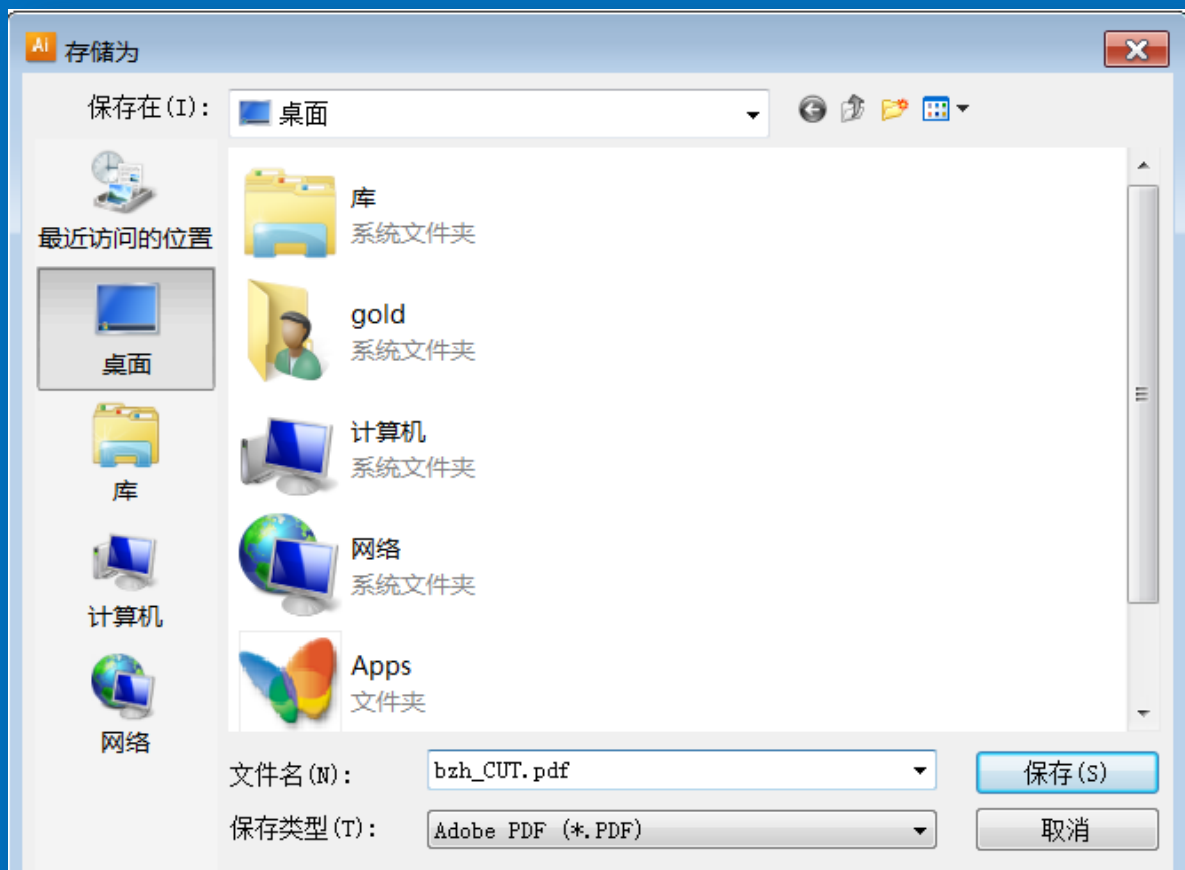 Ai 存储为
保存在(I): 桌面
最近访问的位置
桌面
库
计算机
网络
库
系统文件夹
gold
系统文件夹
计算机
系统文件夹
网络
系统文件夹
Apps
文件夹
文件名(N): bzh_CUT.pdf 保存(S)
保存类型(T): Adobe PDF (*.PDF) 取消